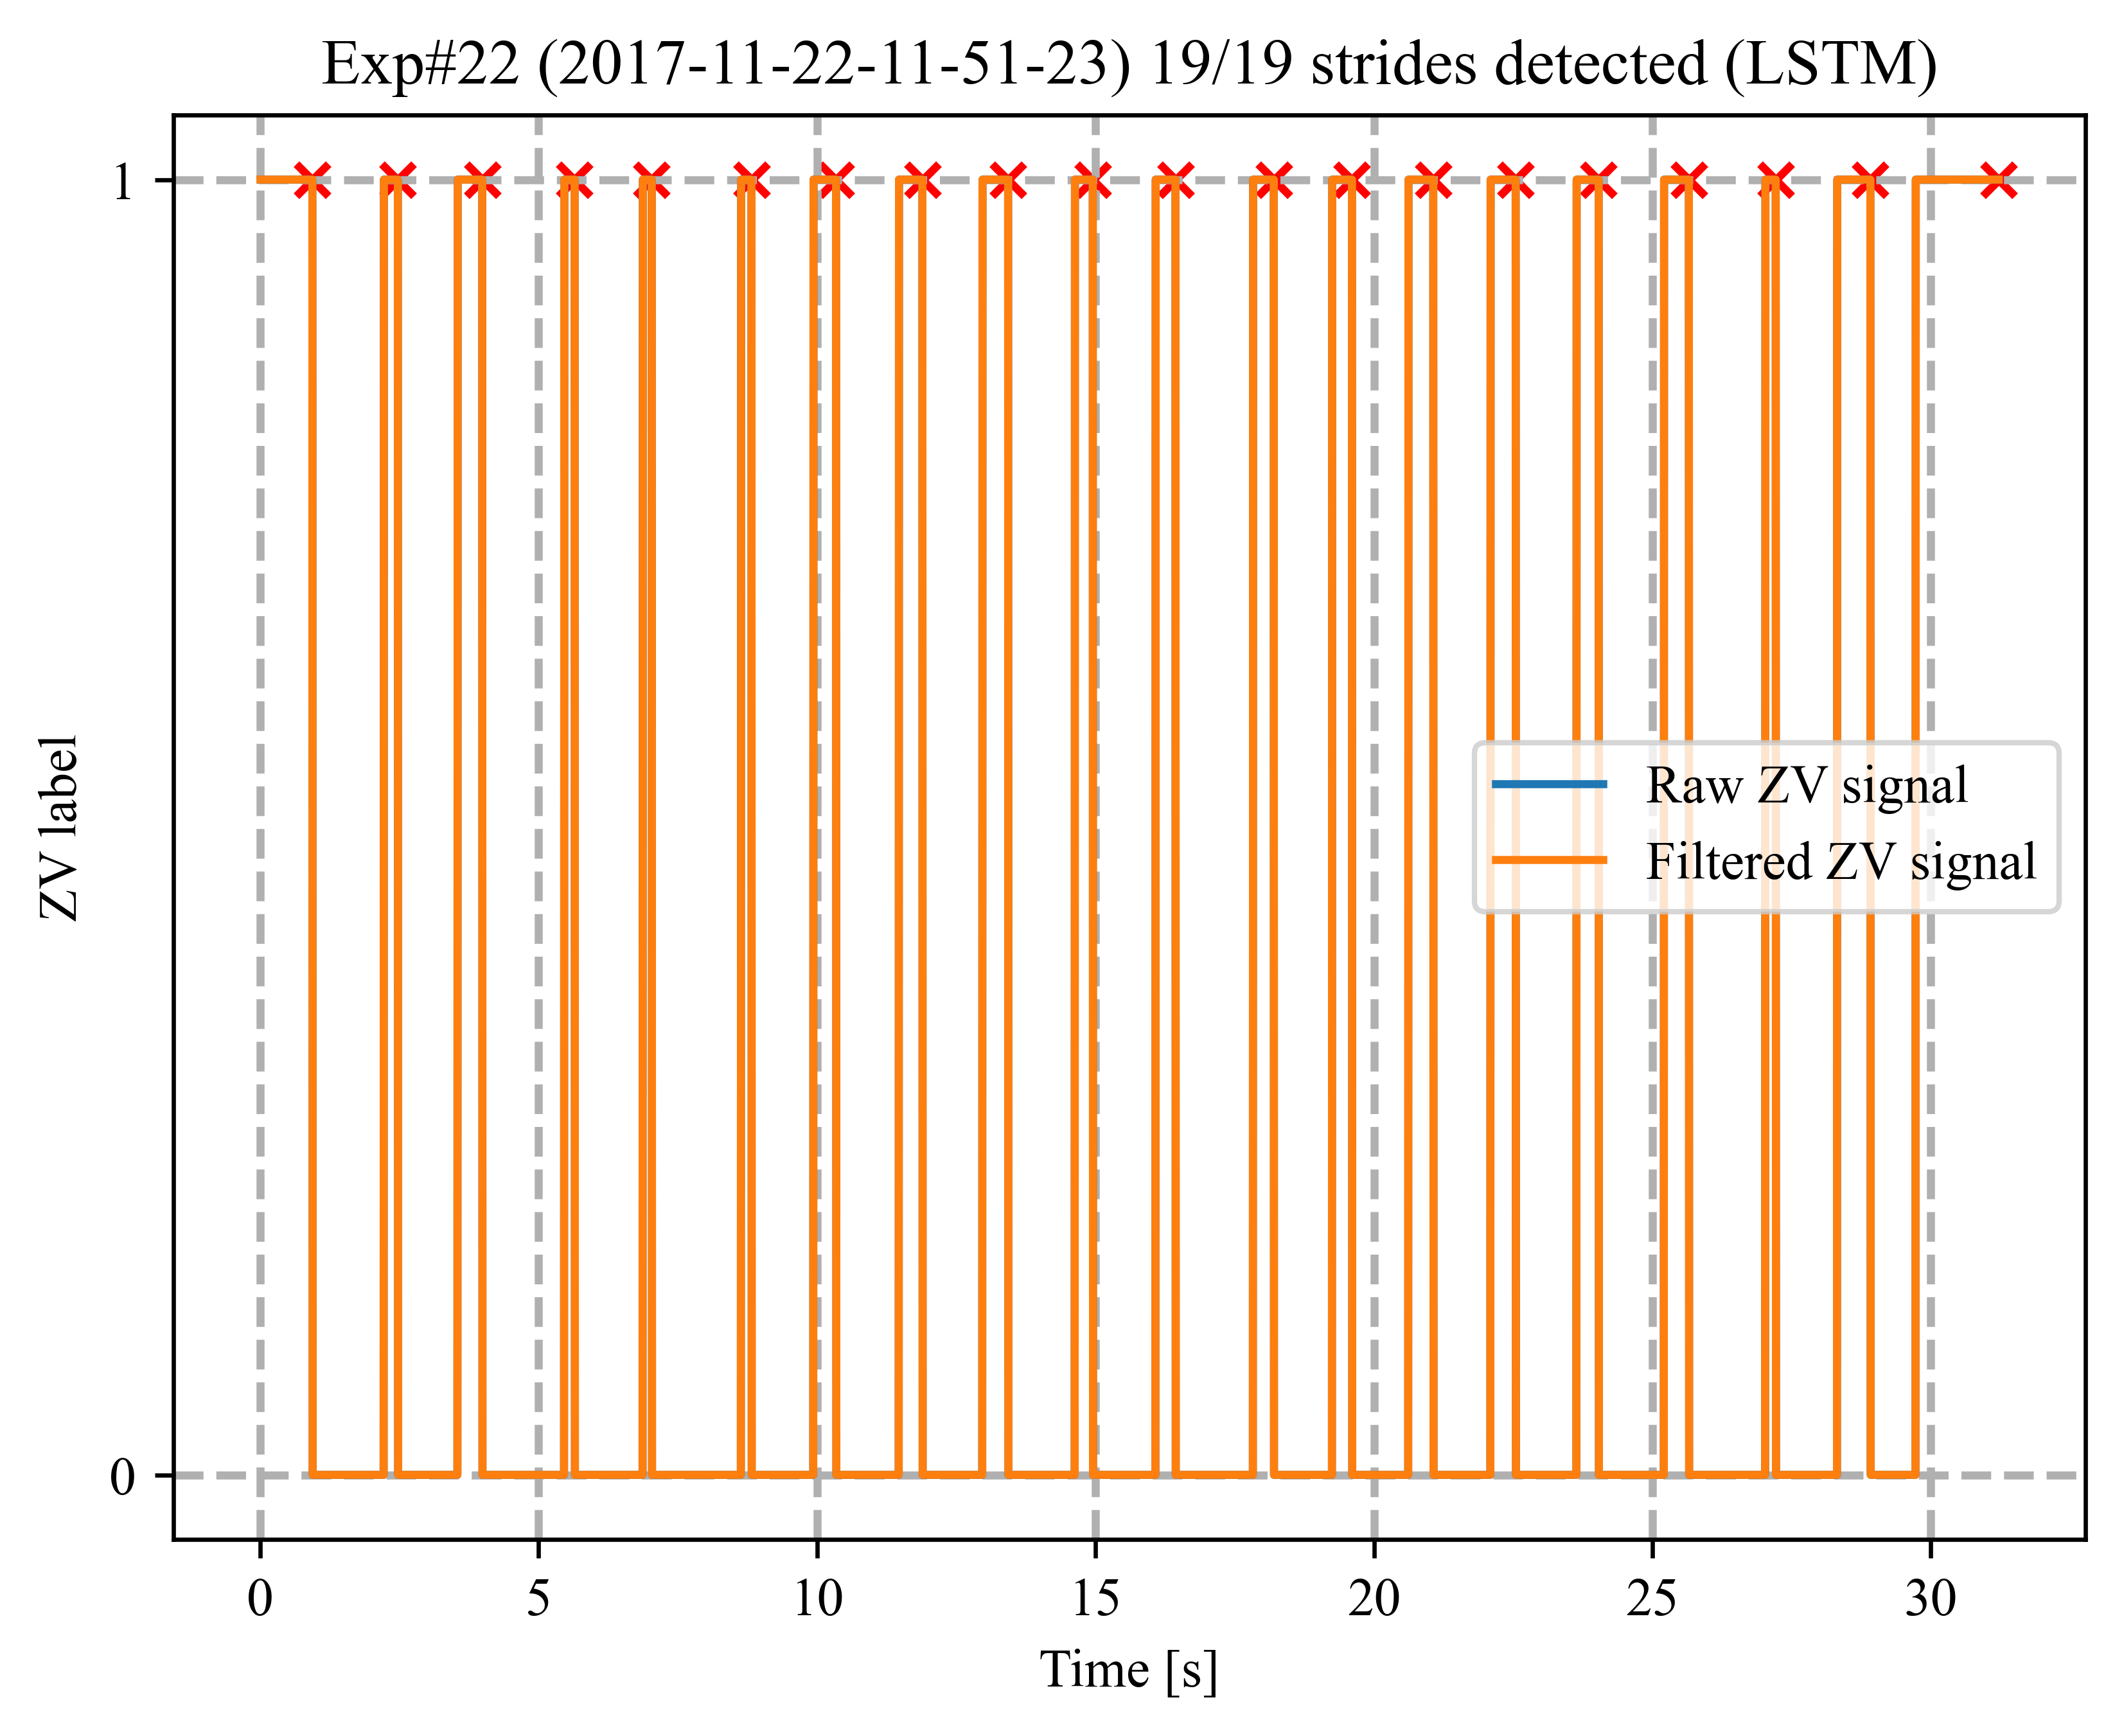 Exp#22 (2017-11-22-11-51-23) 19/19 strides detected (LSTM)
1
ZV label
Raw ZV signal
Filtered ZV signal
0
0 5 10 15 20 25 30
Time [s]